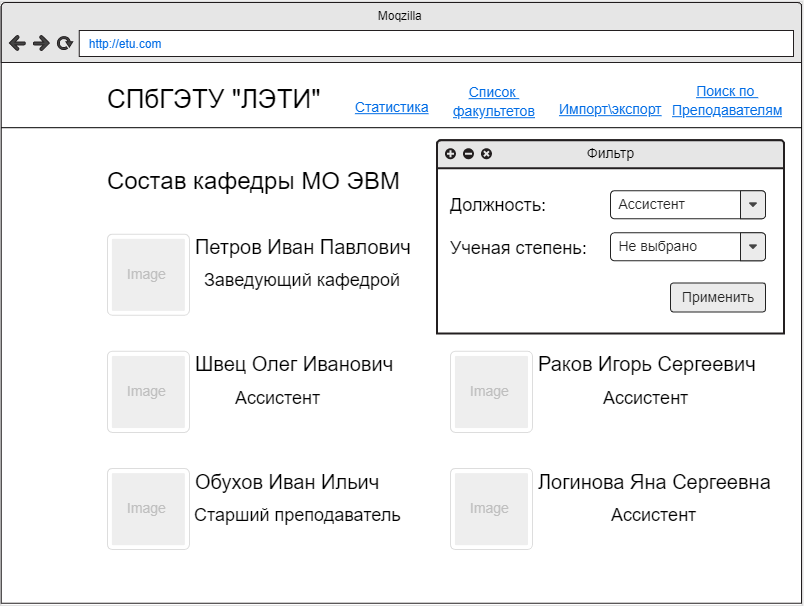 Moqzilla
http://etu.com
СПбГЭТУ "ЛЭТИ"
Статистика
Список
факультетов
Импорт\экспорт
Поиск по
Преподавателям
Состав кафедры МО ЭВМ
Фильтр
Должность:
Ассистент
Ученая степень:
Не выбрано
Применить
Image
Петров Иван Павлович
Заведующий кафедрой
Image
Швец Олег Иванович
Ассистент
Image
Раков Игорь Сергеевич
Ассистент
Image
Обухов Иван Ильич
Старший преподаватель
Image
Логинова Яна Сергеевна
Ассистент